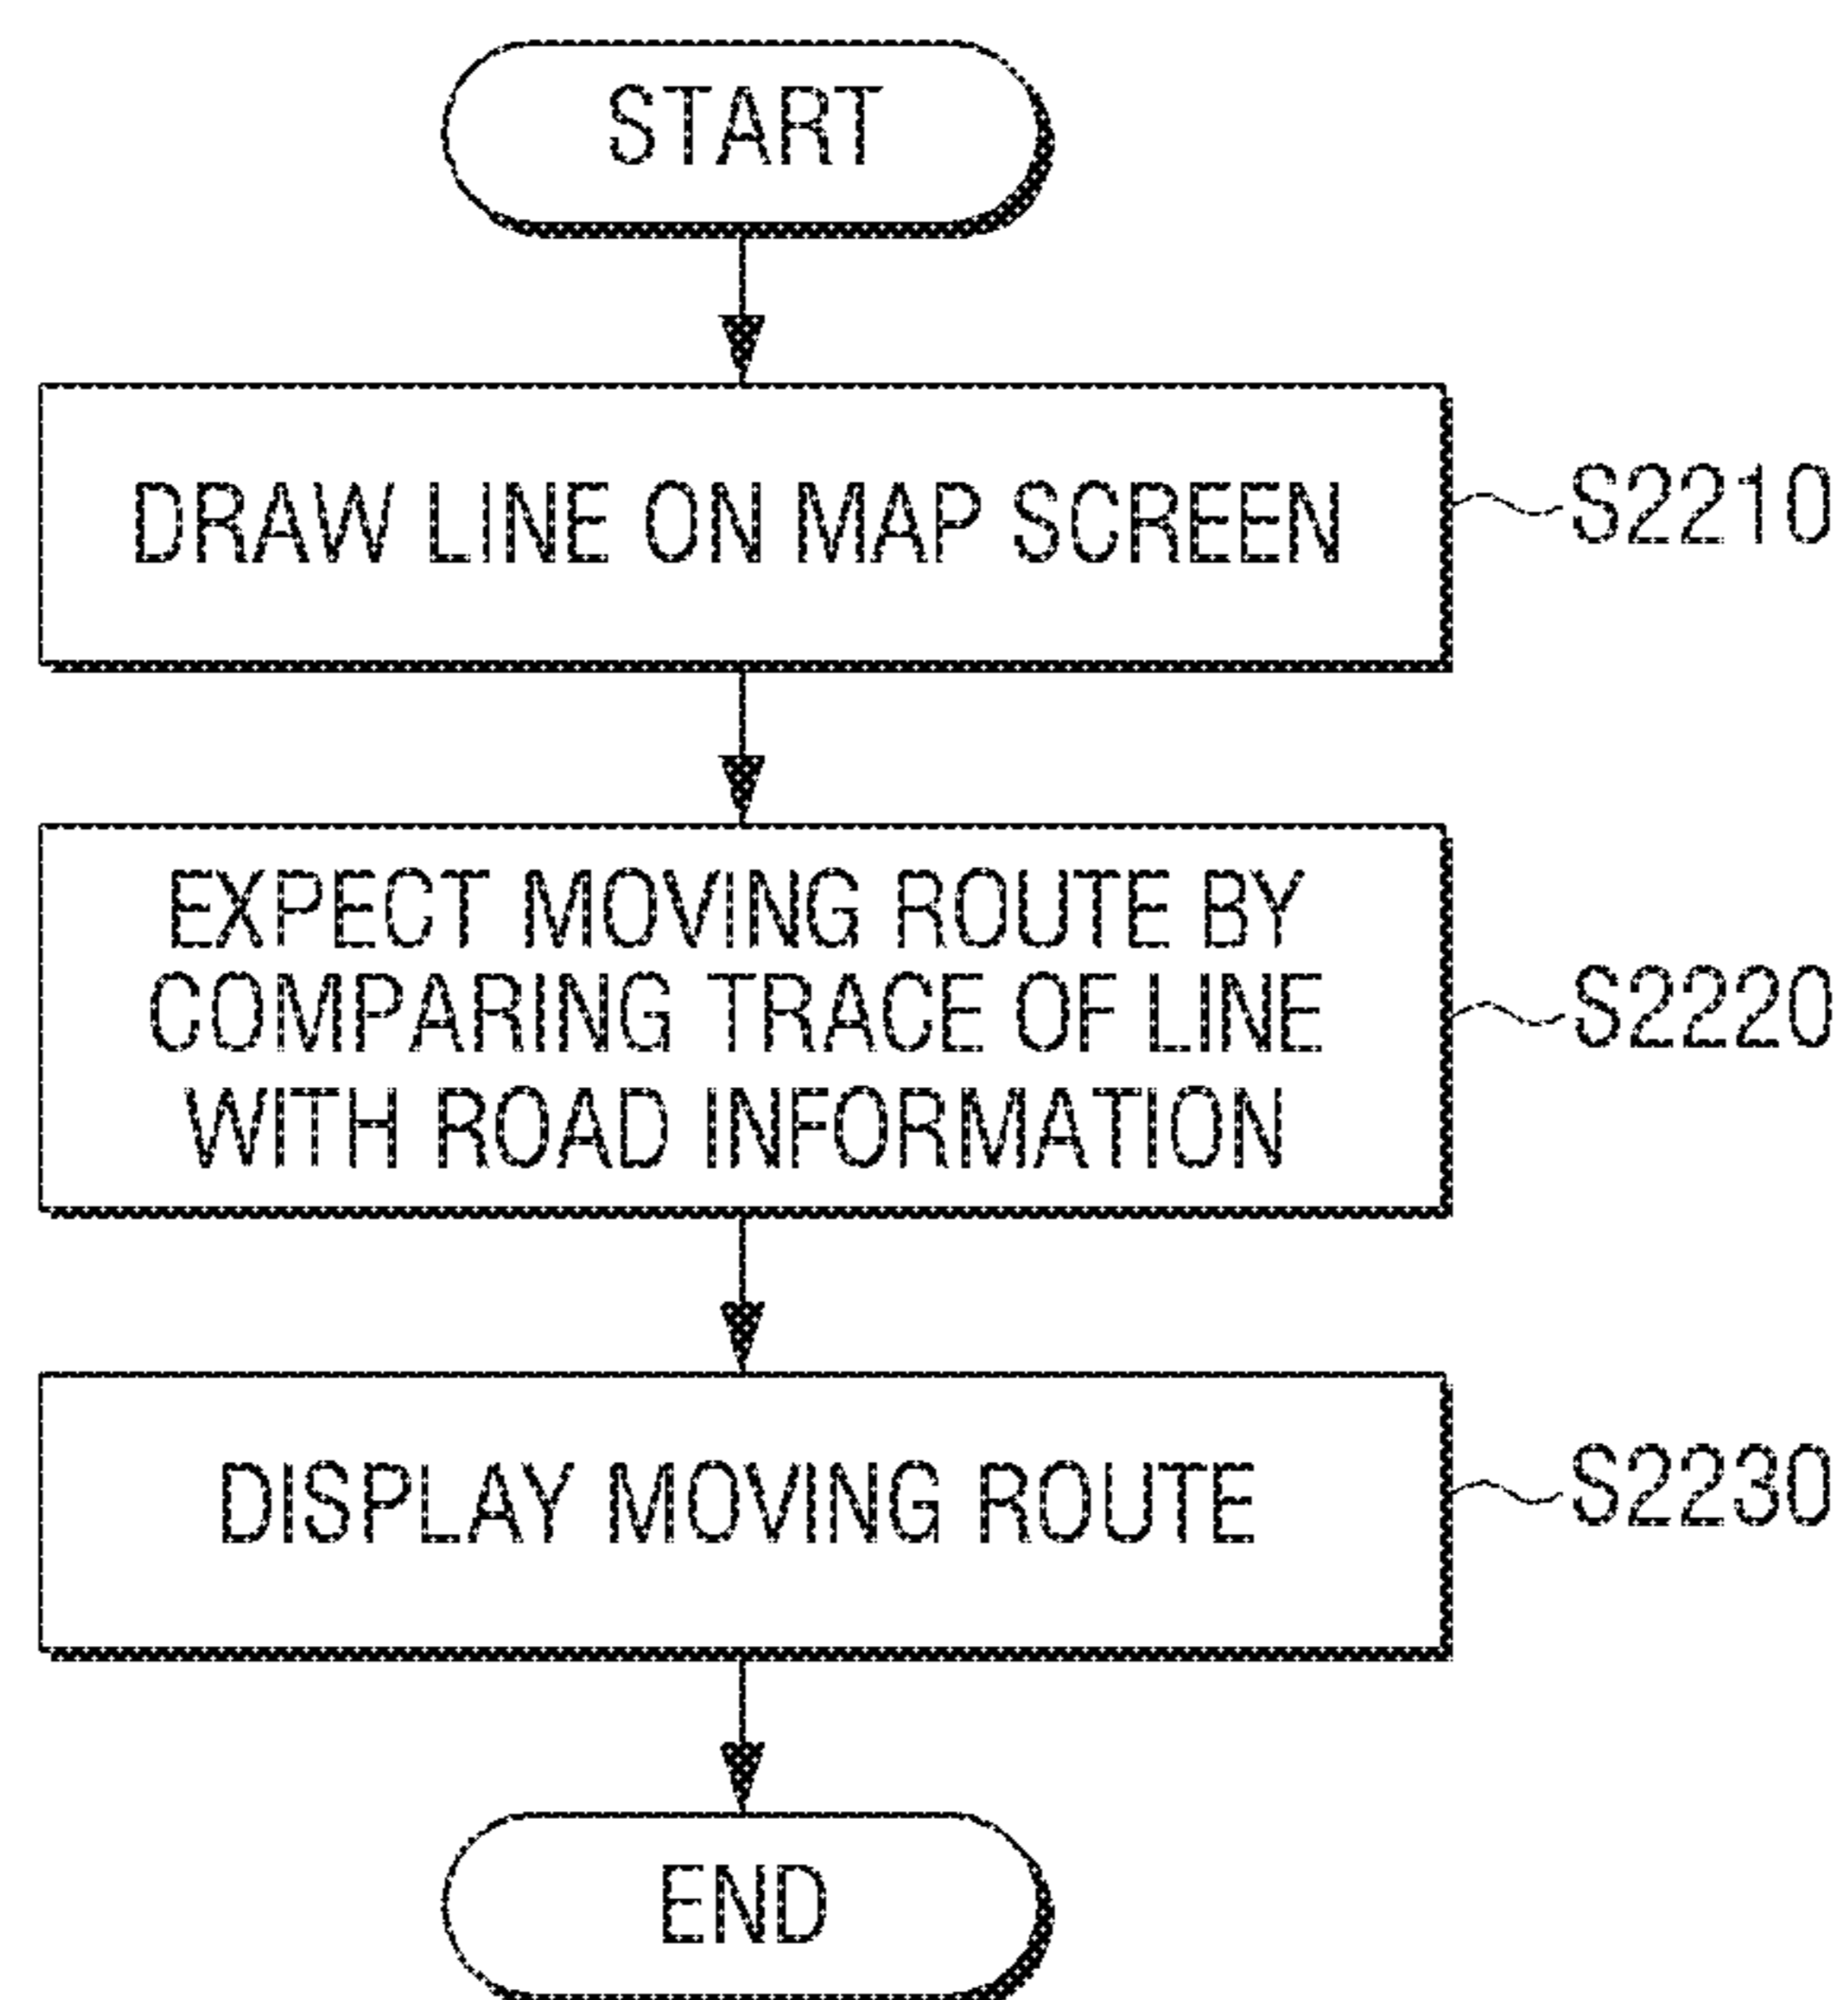 START
DRAW LINE ON MAP SCREEN
S2210
EXPECT MOVING ROUTE BY
COMPARING TRACE OF LINE
WITH ROAD INFORMATION
S2220
DISPLAY MOVING ROUTE
S2230
END